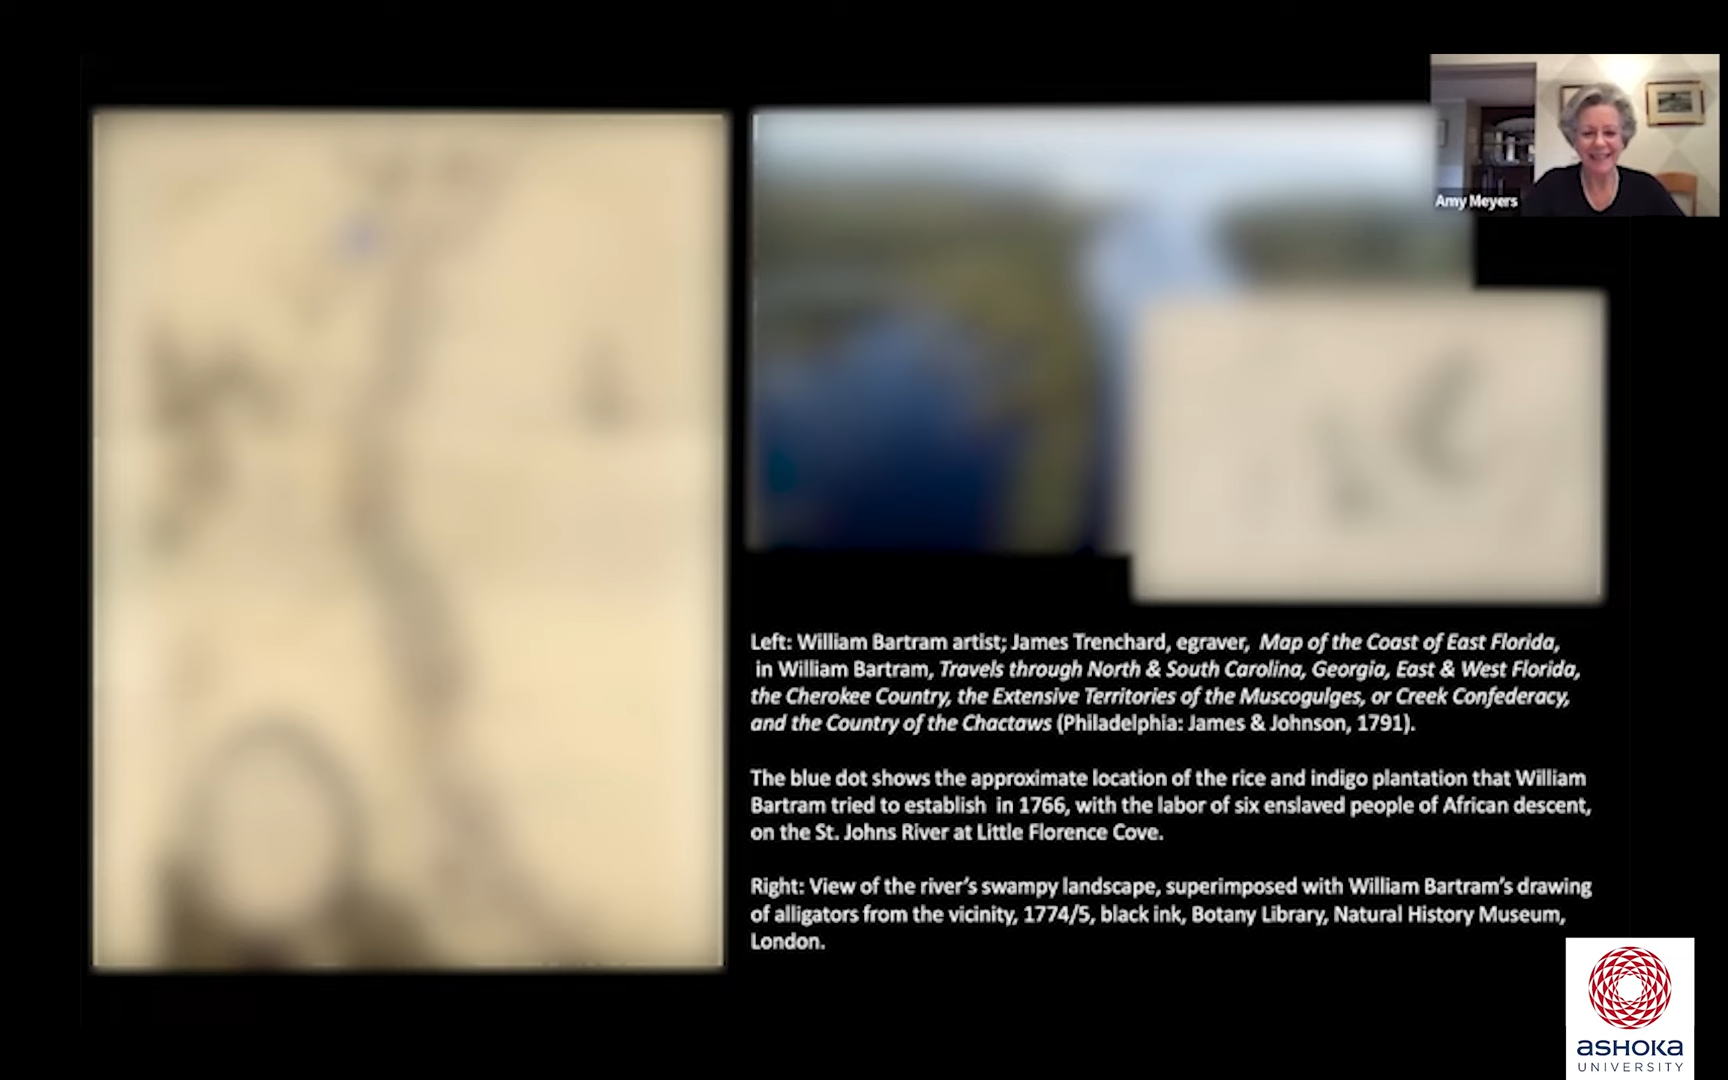 Amy Meyers
Left: William Bartram artist; James Trenchard, egraver, Map of the Coast of East Florida,
in William Bartram, Travels through North & South Carolina, Georgia, East & West Florida,
the Cherokee Country, the Extensive Territories of the Muscogulges, or Creek Confederacy,
and the Country of the Chactaws (Philadelphia: James & Johnson, 1791).
The blue dot shows the approximate location of the rice and indigo plantation that William
Bartram tried to establish in 1766, with the labor of six enslaved people of African descent,
on the St. Johns River at Little Florence Cove.
Right: View of the river's swampy landscape, superimposed with William Bartram's drawing
of alligators from the vicinity, 1774/5, black ink, Botany Library, Natural History Museum,
London.
ASHOKA
UNIVERSITY